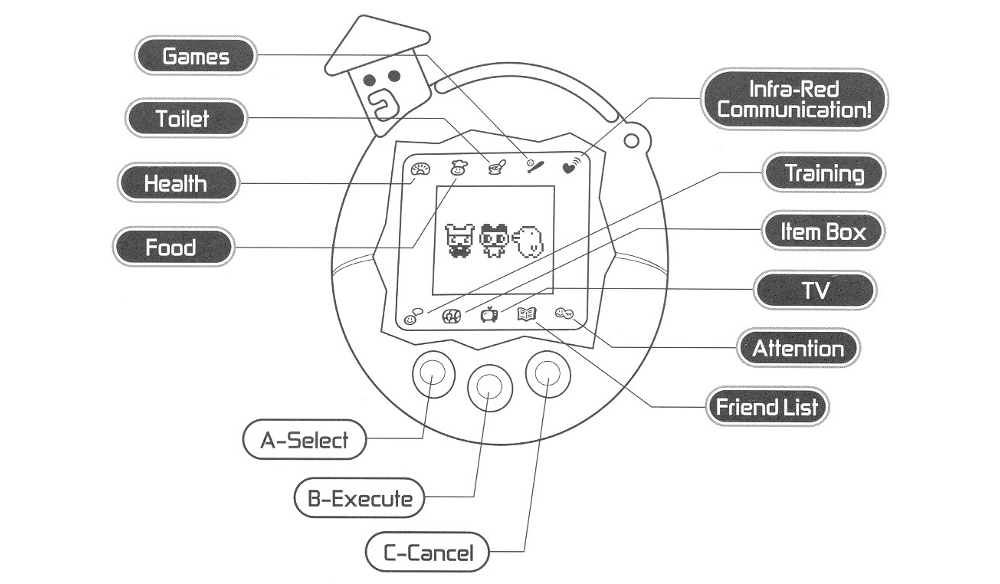 Games
Toilet
Health
Food
Infra-Red
Communication!
Training
Item Box
TV
Attention
Friend List
A-Select
B-Execute
C-Cancel